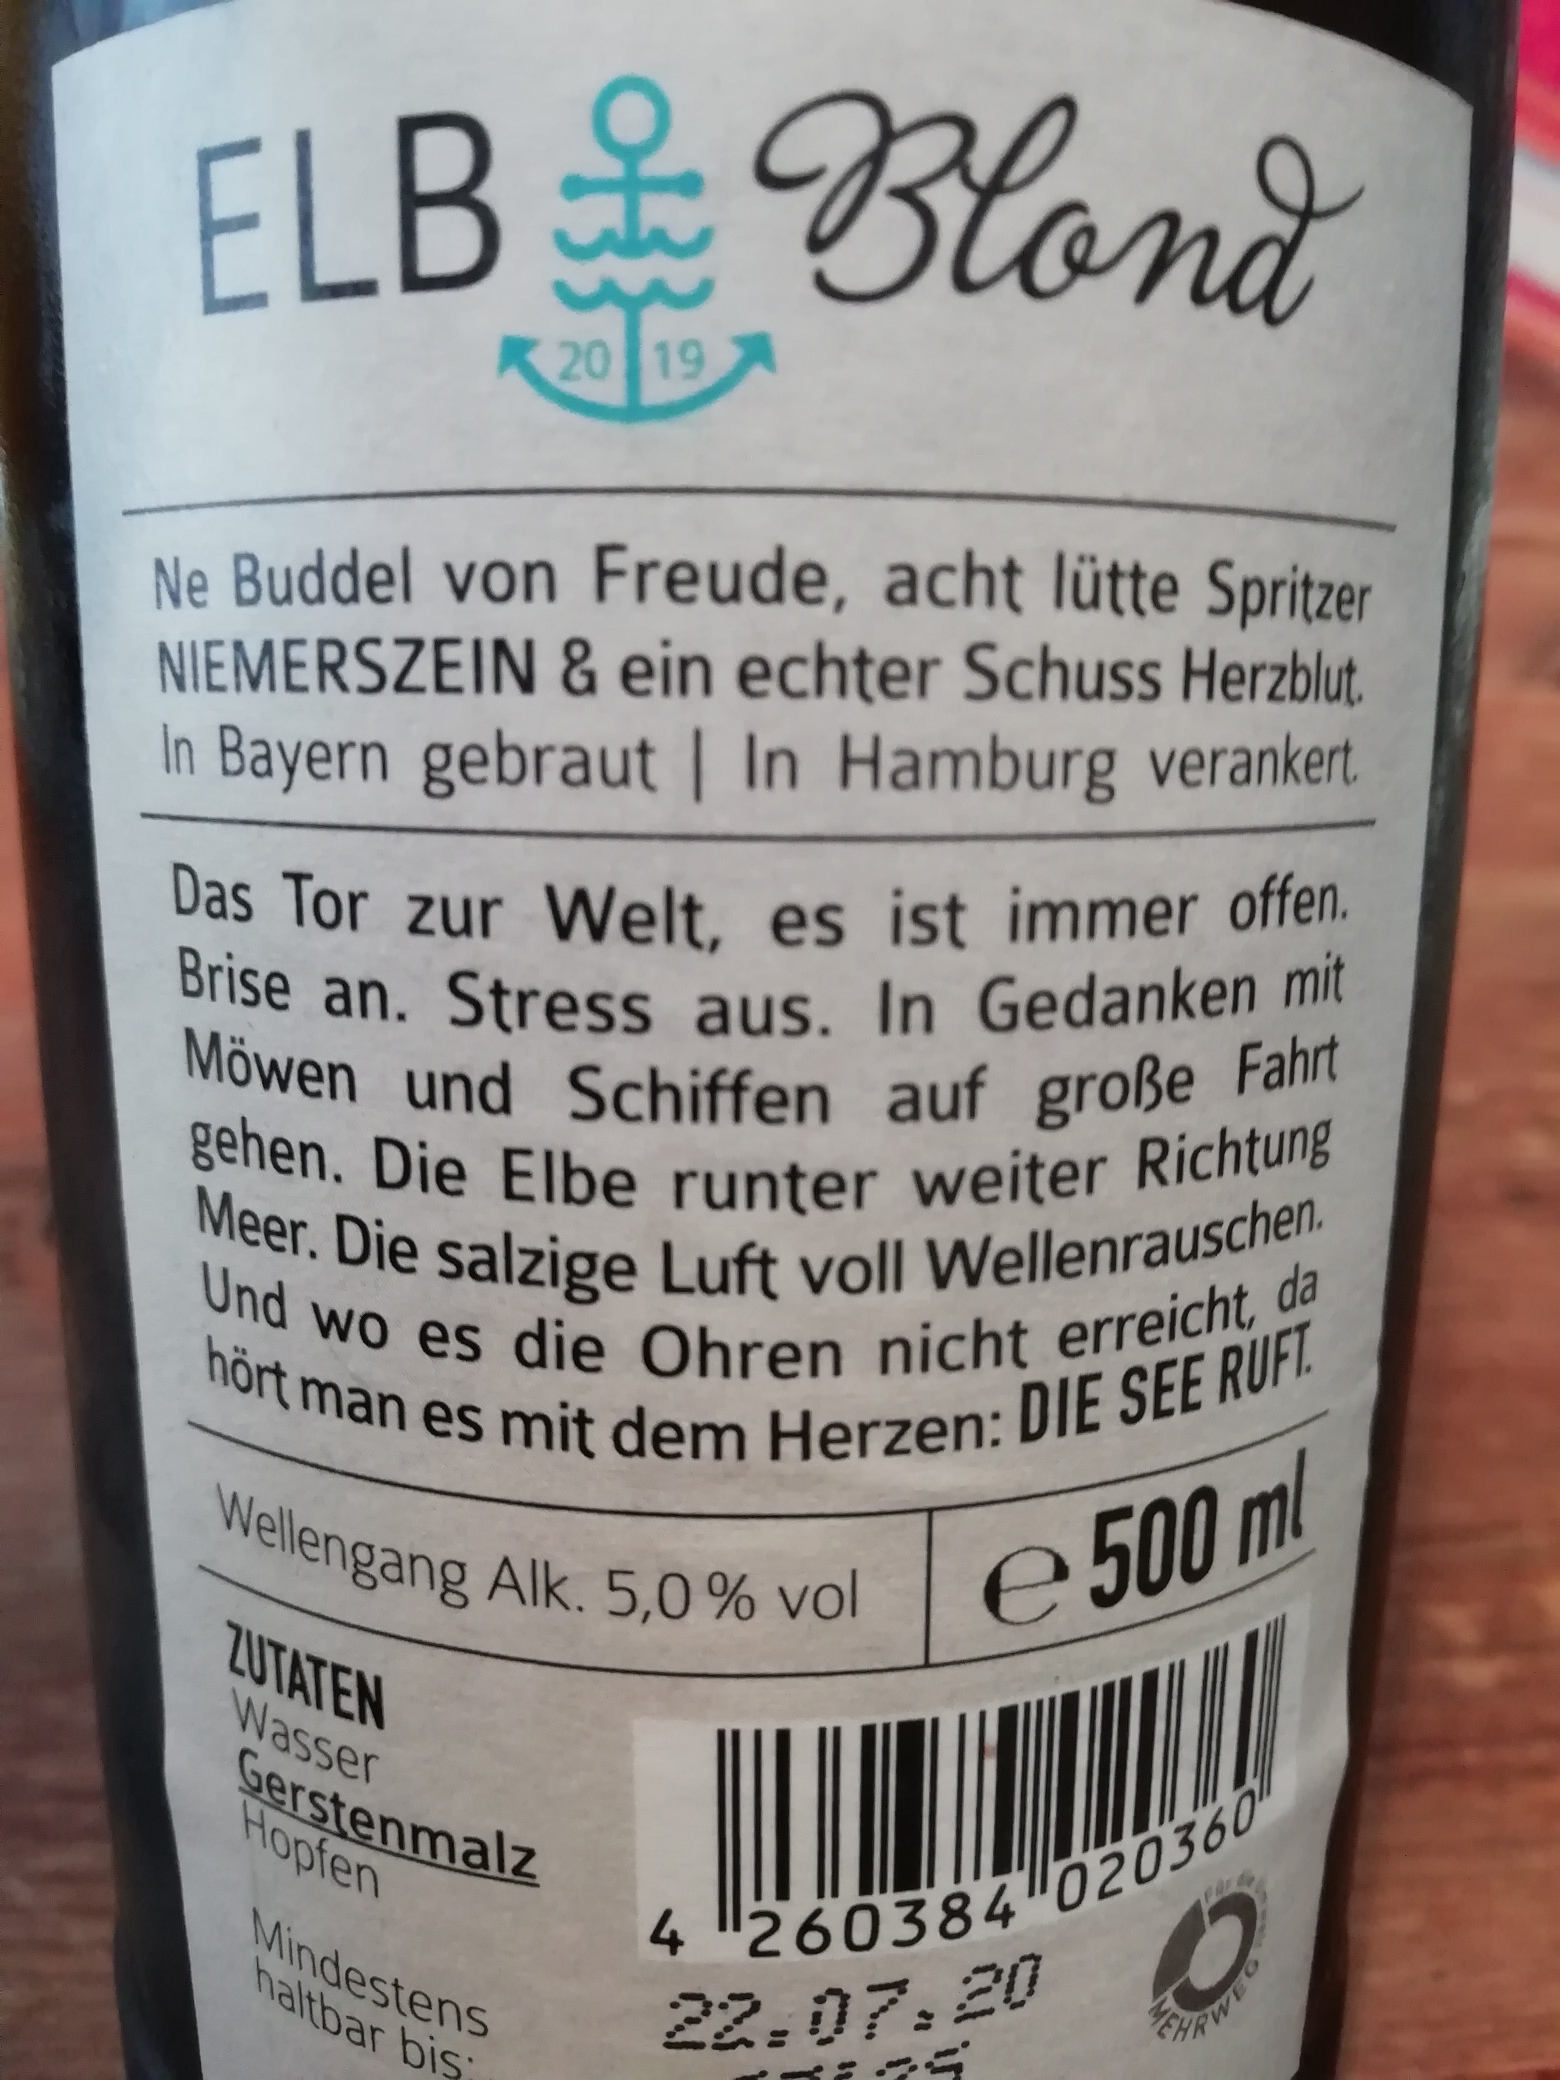 ELB Blond
20 19
Ne Buddel von Freude, acht lütte Spritzer
NIEMERSZEIN & ein echter Schuss Herzblut.
In Bayern gebraut | In Hamburg verankert.
Das Tor zur Welt, es ist immer offen.
Brise an. Stress aus. In Gedanken mit
Möwen und Schiffen auf große Fahrt
gehen. Die Elbe runter weiter Richtung
Meer. Die salzige Luft voll Wellenrauschen.
Und wo es die Ohren nicht erreicht, da
hört man es mit dem Herzen: DIE SEE RUFT.
Wellengang Alk. 5,0 % vol
e 500 ml
ZUTATEN
Wasser
Gerstenmalz
Hopfen
4 260384 020360
Mindestens
haltbar bis:
22.07.20
MEHRWEG